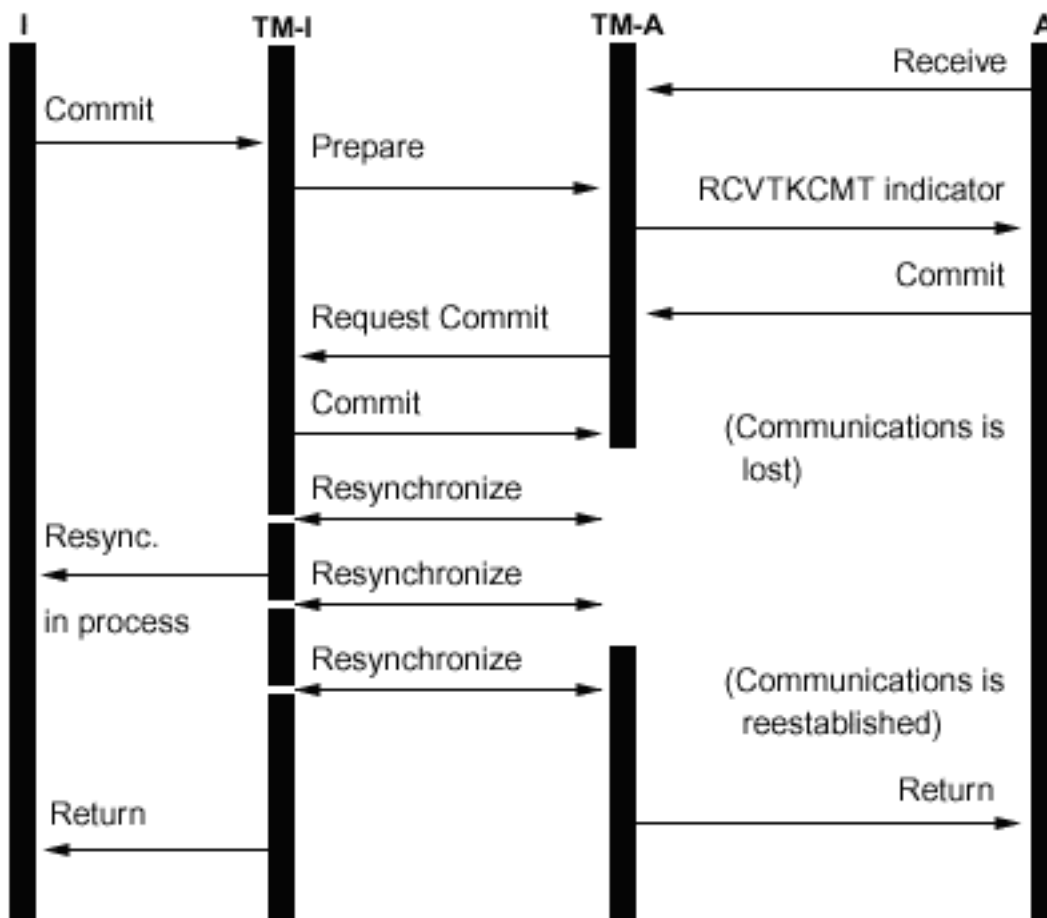 I
TM-I
TM-A
A
Receive
Commit
Prepare
RCVTKCMT indicator
Commit
Request Commit
Commit
(Communications is
lost)
Resynchronize
Resync.
Resynchronize
in process
Resynchronize
(Communications is
reestablished)
Return
Return